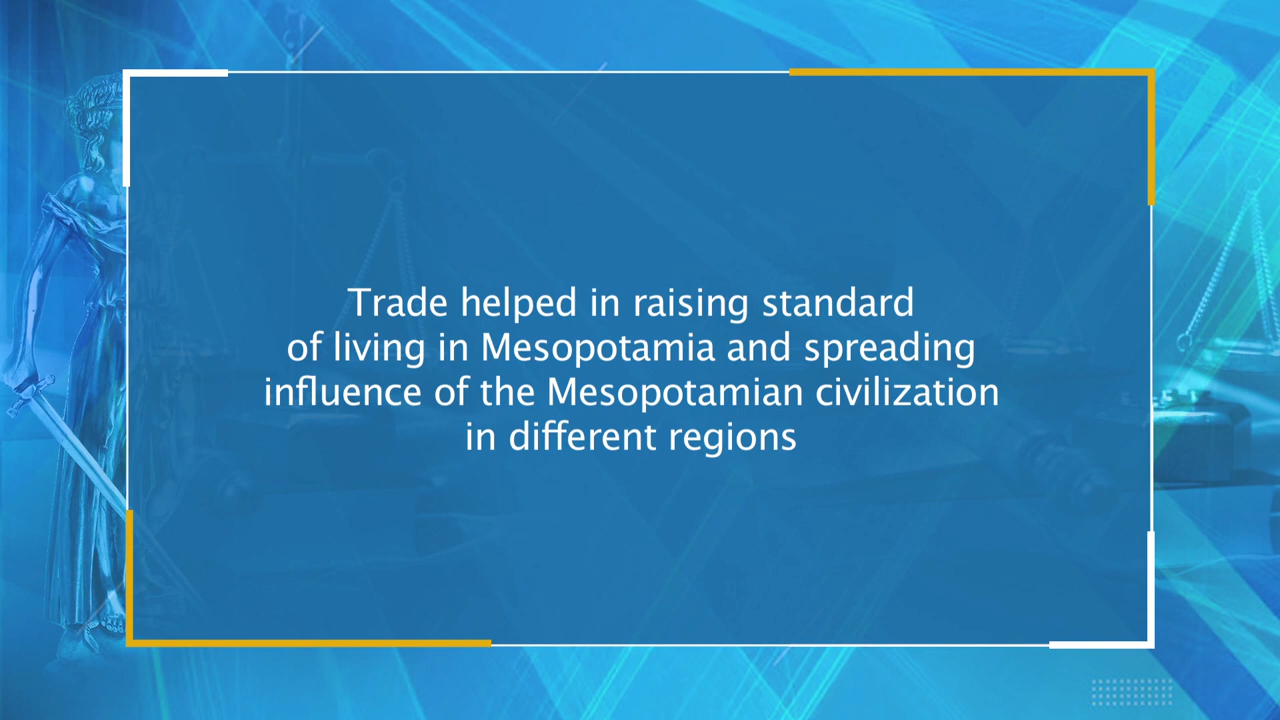 Trade helped in raising standard
of living in Mesopotamia and spreading
influence of the Mesopotamian civilization
in different regions